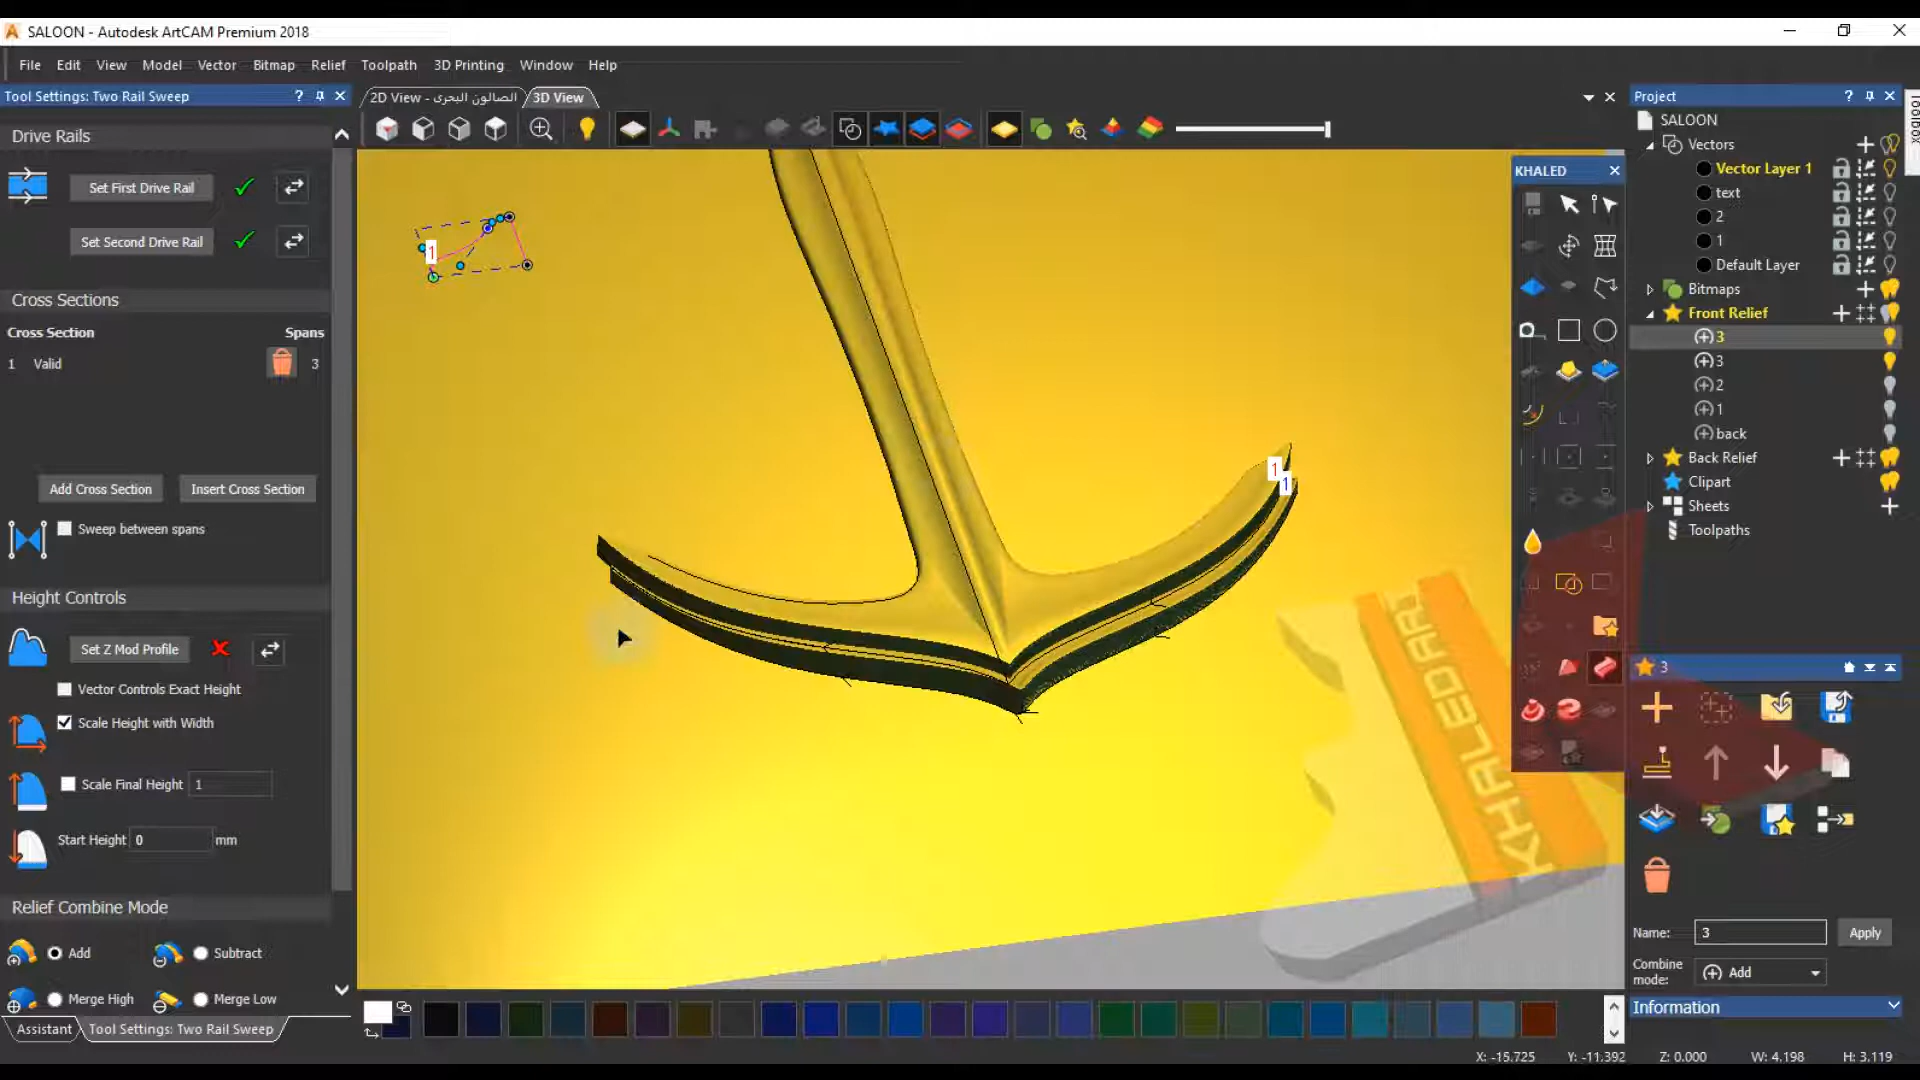 SALOON - Autodesk ArtCAM Premium 2018
File Edit View Model Vector Bitmap Relief Toolpath 3D Printing Window Help
Tool Settings: Two Rail Sweep
2D View - الصالون البحرى
3D View
Project
Toolbox
Drive Rails
Set First Drive Rail
Set Second Drive Rail
Cross Sections
Cross Section Spans
1 Valid 3
Add Cross Section Insert Cross Section
Sweep between spans
Height Controls
Set Z Mod Profile
Vector Controls Exact Height
Scale Height with Width
Scale Final Height 1
Start Height 0 mm
Relief Combine Mode
Add Subtract
Merge High Merge Low
Assistant Tool Settings: Two Rail Sweep
1
1
1
KHALED
KHALEDART
SALOON
Vectors
Vector Layer 1
text
2
1
Default Layer
Bitmaps
Front Relief
3
3
2
1
back
Back Relief
Clipart
Sheets
Toolpaths
3
Name: 3 Apply
Combine mode: Add
Information
X: -15.725 Y: -11.392 Z: 0.000 W: 4.198 H: 3.119